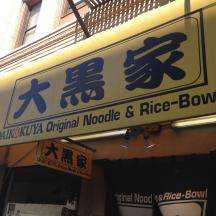 大黒家
DAIKOKUYA Original Noodle & Rice-Bowl
大黒家
Original Noodle & Rice-Bowl